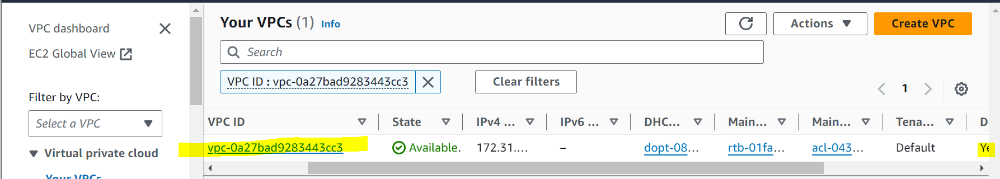 VPC dashboard
EC2 Global View
Filter by VPC:
Select a VPC
Virtual private cloud
Your VPCs
Your VPCs (1) Info
Actions
Create VPC
Search
VPC ID : vpc-0a27bad9283443cc3
Clear filters
1
VPC ID State IPv4 ... IPv6 ... DHC... Main... Main... Tena... D
vpc-0a27bad9283443cc3 Available. 172.31.... – dopt-08... rtb-01fa... acl-043... Default Ye